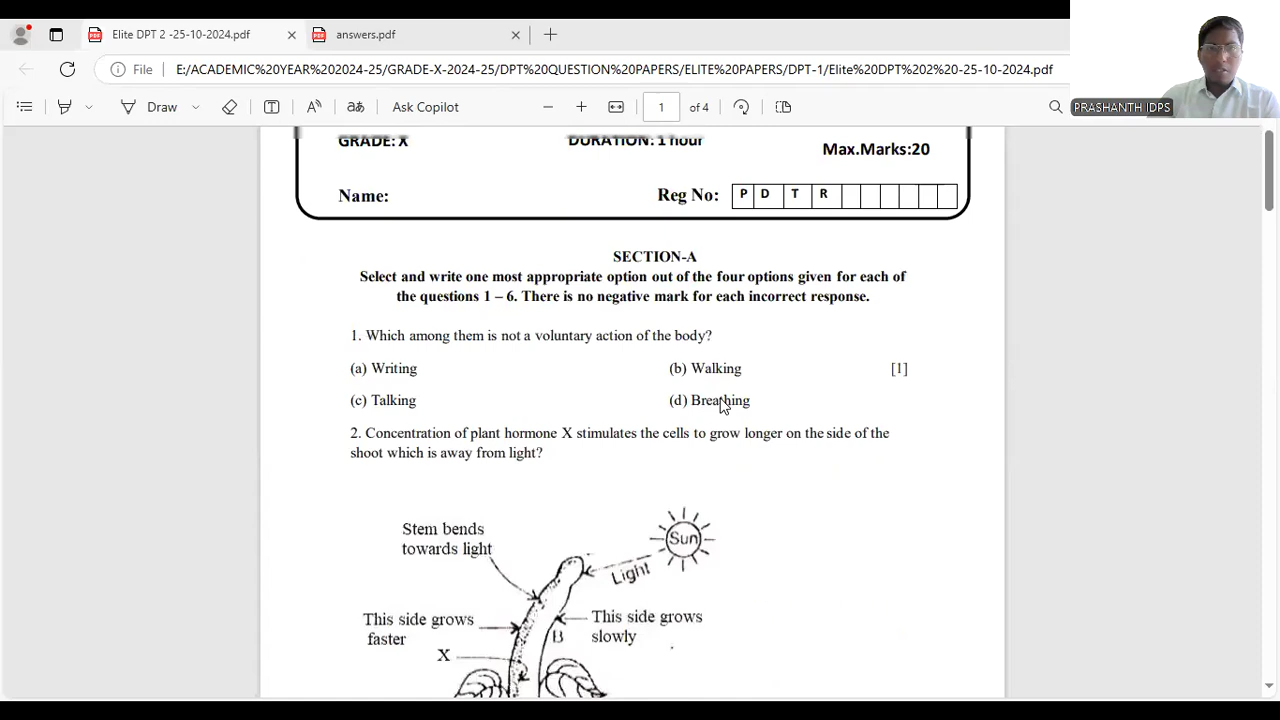 Elite DPT 2 -25-10-2024.pdf
answers.pdf
File
E:/ACADEMIC%20YEAR%202024-25/GRADE-X-2024-25/DPT%20QUESTION%20PAPERS/ELITE%20PAPERS/DPT-1/Elite%20DPT%202%20-25-10-2024.pdf
Draw
Ask Copilot
1 of 4
PRASHANTH IDPS
GRADE: X DURATION: 1 hour Max.Marks:20
Name: Reg No: P D T R
SECTION-A
Select and write one most appropriate option out of the four options given for each of
the questions 1 – 6. There is no negative mark for each incorrect response.
1. Which among them is not a voluntary action of the body?
(a) Writing (b) Walking [1]
(c) Talking (d) Breathing
2. Concentration of plant hormone X stimulates the cells to grow longer on the side of the
shoot which is away from light?
Stem bends
towards light
Sun
Light
This side grows
faster
This side grows
slowly
B
X